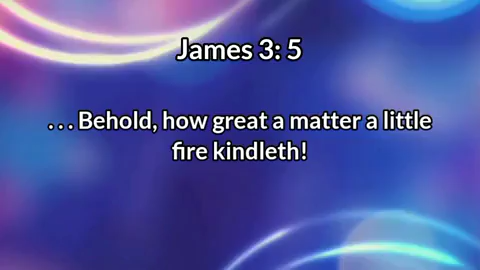 James 3: 5
. . . Behold, how great a matter a little
fire kindleth!